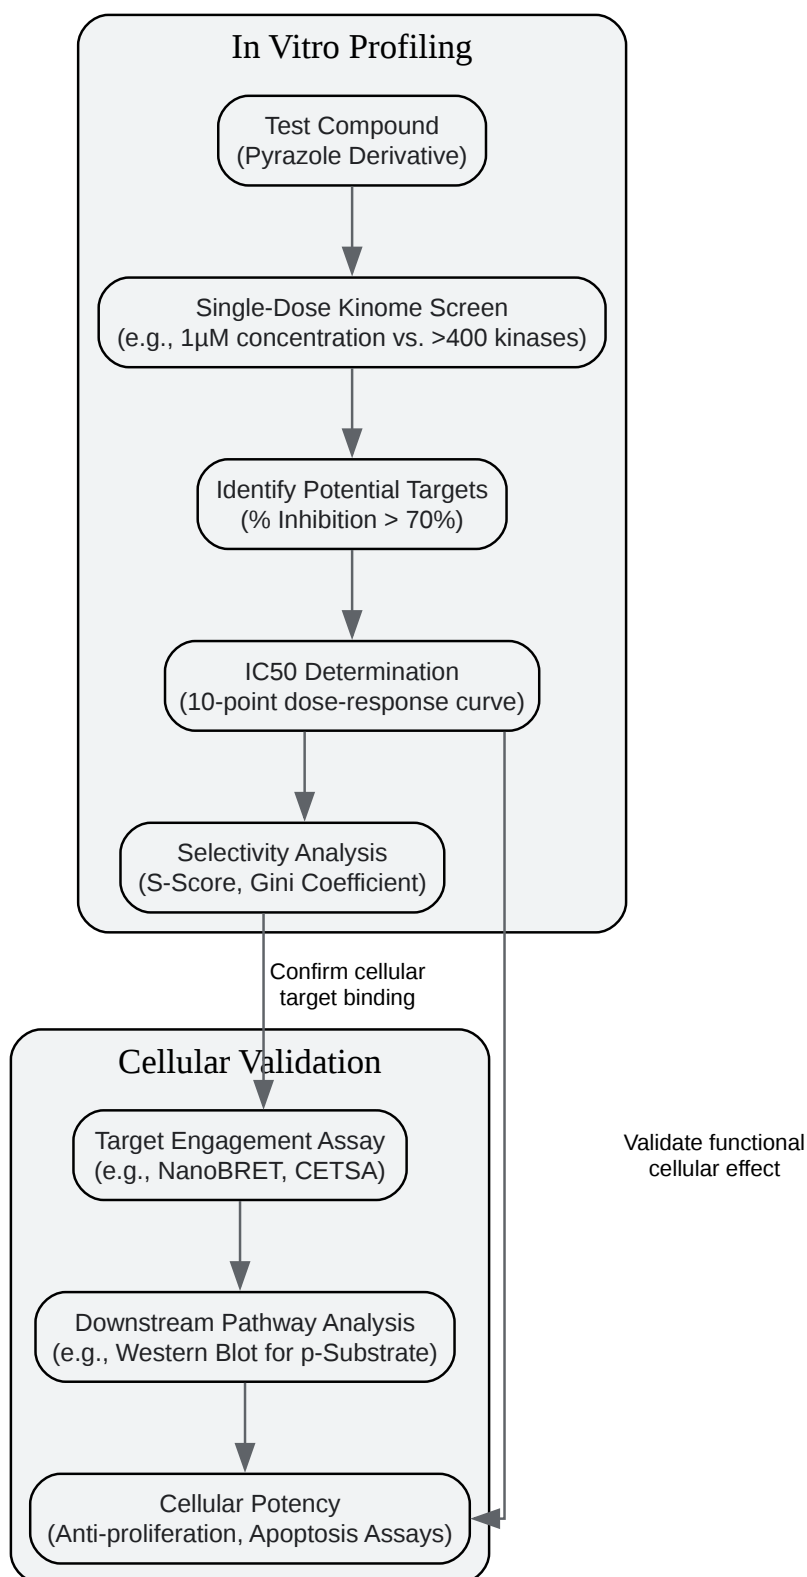 In Vitro Profiling
Test Compound
(Pyrazole Derivative)
Single-Dose Kinome Screen
(e.g., 1µM concentration vs. >400 kinases)
Identify Potential Targets
(% Inhibition > 70%)
IC50 Determination
(10-point dose-response curve)
Selectivity Analysis
(S-Score, Gini Coefficient)
Confirm cellular
target binding
Cellular Validation
Target Engagement Assay
(e.g., NanoBRET, CETSA)
Validate functional
cellular effect
Downstream Pathway Analysis
(e.g., Western Blot for p-Substrate)
Cellular Potency
(Anti-proliferation, Apoptosis Assays)